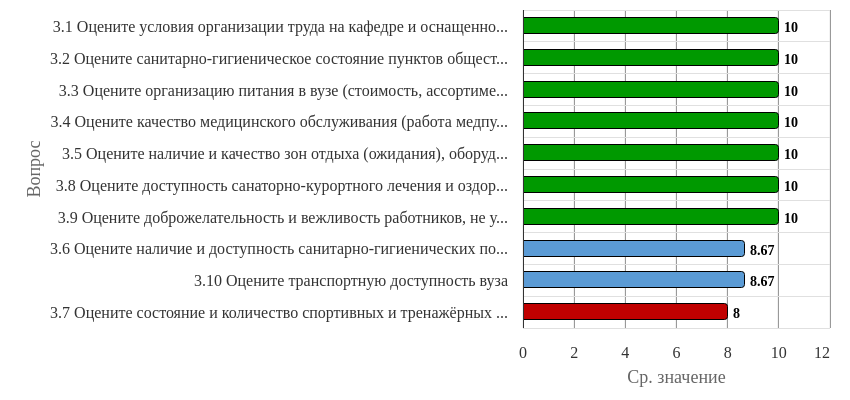 3.1 Оцените условия организации труда на кафедре и оснащенно... 10
3.2 Оцените санитарно-гигиеническое состояние пунктов общест... 10
3.3 Оцените организацию питания в вузе (стоимость, ассортиме... 10
3.4 Оцените качество медицинского обслуживания (работа медпу... 10
3.5 Оцените наличие и качество зон отдыха (ожидания), оборуд... 10
3.8 Оцените доступность санаторно-курортного лечения и оздор... 10
3.9 Оцените доброжелательность и вежливость работников, не у... 10
3.6 Оцените наличие и доступность санитарно-гигиенических по... 8.67
3.10 Оцените транспортную доступность вуза 8.67
3.7 Оцените состояние и количество спортивных и тренажёрных ... 8
Вопрос
0 2 4 6 8 10 12
Ср. значение